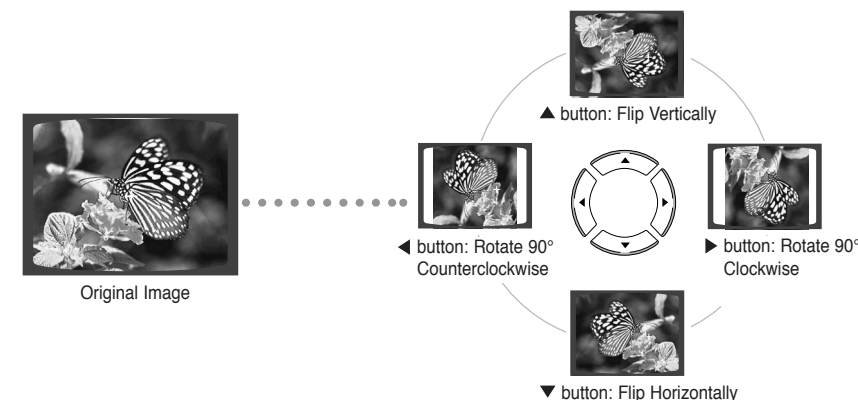 ▲ button: Flip Vertically
◀ button: Rotate 90°
Counterclockwise
▶ button: Rotate 90°
Clockwise
Original Image
▼ button: Flip Horizontally